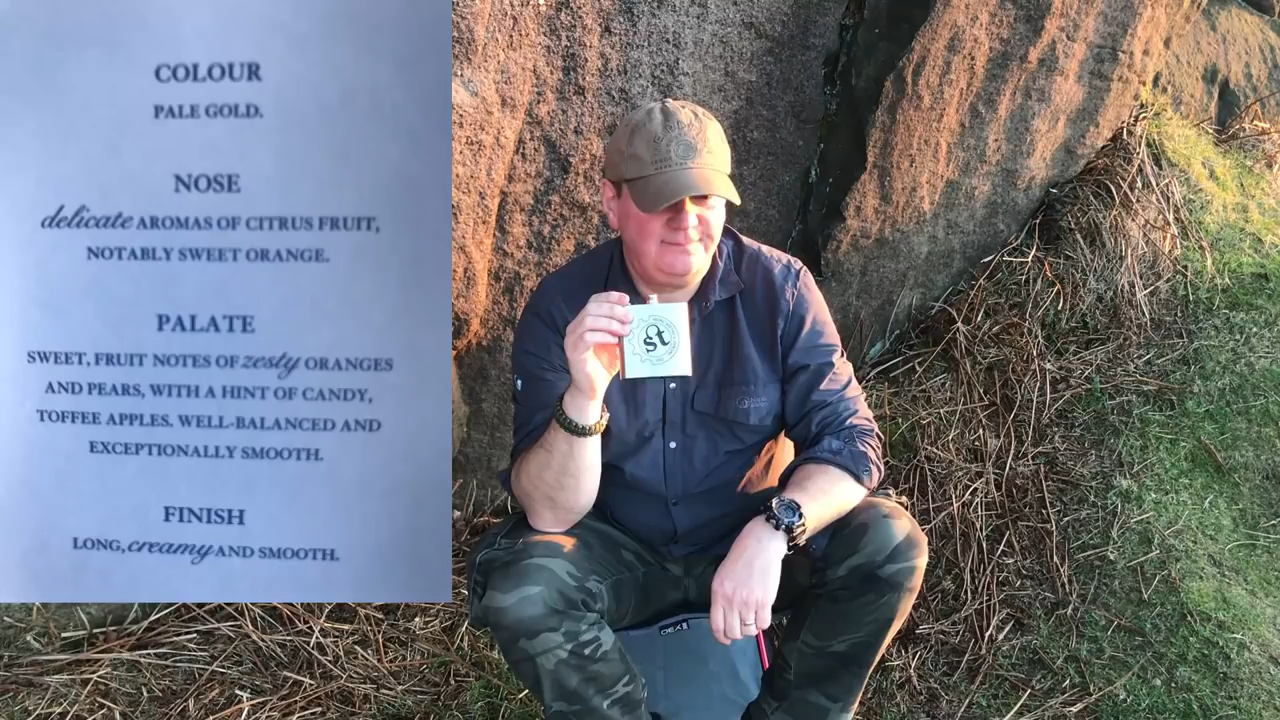 COLOUR
PALE GOLD.
NOSE
delicate AROMAS OF CITRUS FRUIT,
NOTABLY SWEET ORANGE.
PALATE
SWEET, FRUIT NOTES OF zesty ORANGES
AND PEARS, WITH A HINT OF CANDY,
TOFFEE APPLES. WELL-BALANCED AND
EXCEPTIONALLY SMOOTH.
FINISH
LONG, creamy AND SMOOTH.
st
OEX